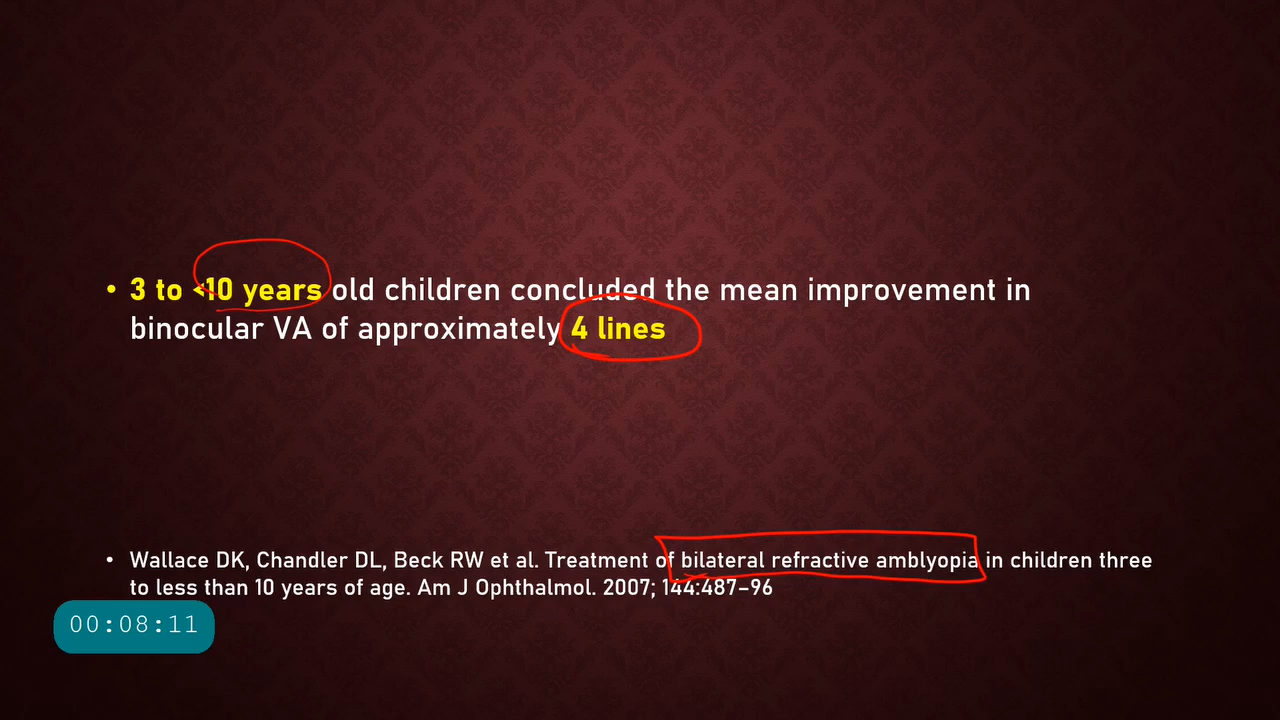 • 3 to <10 years old children concluded the mean improvement in
binocular VA of approximately 4 lines
• Wallace DK, Chandler DL, Beck RW et al. Treatment of bilateral refractive amblyopia in children three
to less than 10 years of age. Am J Ophthalmol. 2007; 144:487–96
00:08:11